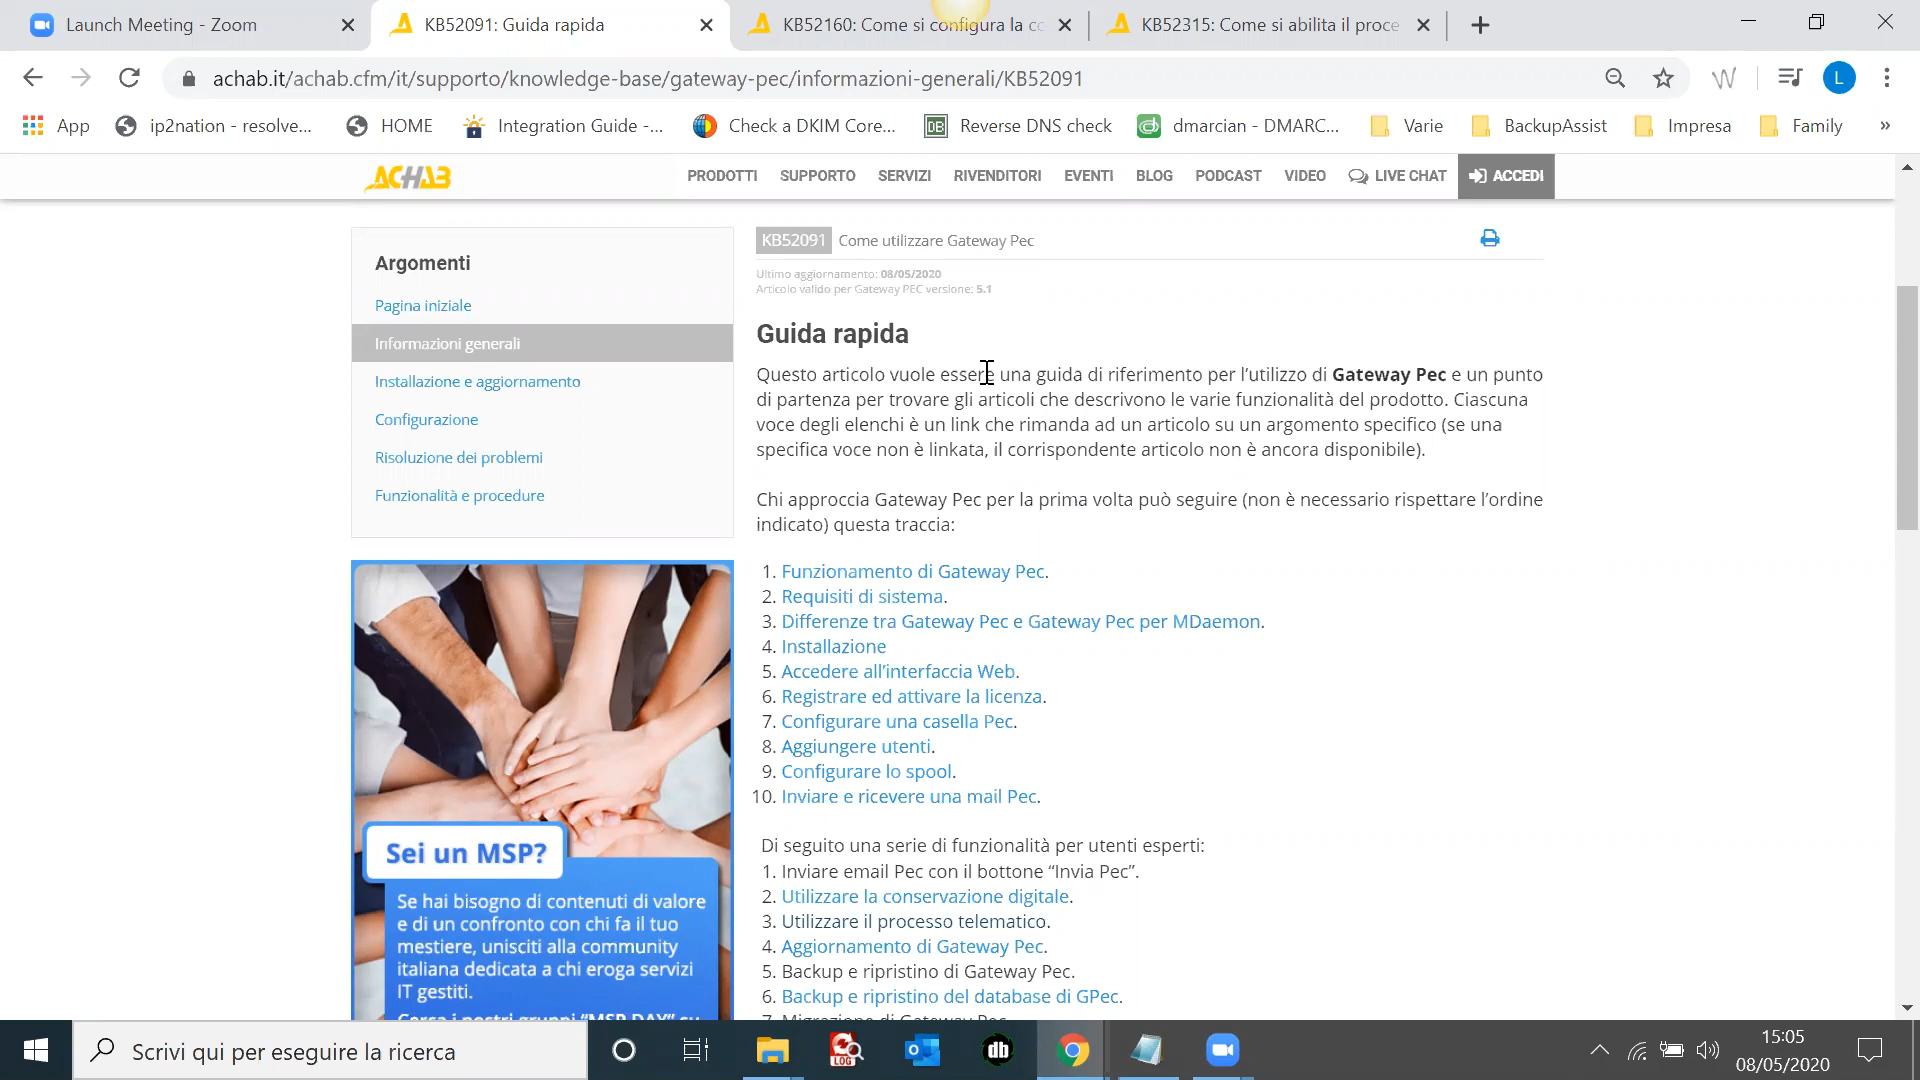 Launch Meeting - Zoom
KB52091: Guida rapida
KB52160: Come si configura la co
KB52315: Come si abilita il proce
achab.it/achab.cfm/it/supporto/knowledge-base/gateway-pec/informazioni-generali/KB52091
L
App
ip2nation - resolve...
HOME
Integration Guide -...
Check a DKIM Core...
DB
Reverse DNS check
dmarcian - DMARC...
Varie
BackupAssist
Impresa
Family
»
ACHAB
PRODOTTI
SUPPORTO
SERVIZI
RIVENDITORI
EVENTI
BLOG
PODCAST
VIDEO
LIVE CHAT
ACCEDI
Argomenti
Pagina iniziale
Informazioni generali
Installazione e aggiornamento
Configurazione
Risoluzione dei problemi
Funzionalità e procedure
KB52091 Come utilizzare Gateway Pec
Ultimo aggiornamento: 08/05/2020
Articolo valido per Gateway PEC versione: 5.1
Guida rapida
Questo articolo vuole essere una guida di riferimento per l'utilizzo di Gateway Pec e un punto
di partenza per trovare gli articoli che descrivono le varie funzionalità del prodotto. Ciascuna
voce degli elenchi è un link che rimanda ad un articolo su un argomento specifico (se una
specifica voce non è linkata, il corrispondente articolo non è ancora disponibile).
Chi approccia Gateway Pec per la prima volta può seguire (non è necessario rispettare l'ordine
indicato) questa traccia:
1. Funzionamento di Gateway Pec.
2. Requisiti di sistema.
3. Differenze tra Gateway Pec e Gateway Pec per MDaemon.
4. Installazione
5. Accedere all'interfaccia Web.
6. Registrare ed attivare la licenza.
7. Configurare una casella Pec.
8. Aggiungere utenti.
9. Configurare lo spool.
10. Inviare e ricevere una mail Pec.
Di seguito una serie di funzionalità per utenti esperti:
1. Inviare email Pec con il bottone “Invia Pec”.
2. Utilizzare la conservazione digitale.
3. Utilizzare il processo telematico.
4. Aggiornamento di Gateway Pec.
5. Backup e ripristino di Gateway Pec.
6. Backup e ripristino del database di GPec.
7. Migrazione di Gateway Pec.
Sei un MSP?
Se hai bisogno di contenuti di valore
e di un confronto con chi fa il tuo
mestiere, unisciti alla community
italiana dedicata a chi eroga servizi
IT gestiti.
Cerca i nostri gruppi “MSP DAY” su
Scrivi qui per eseguire la ricerca
LOG
db
15:05
08/05/2020